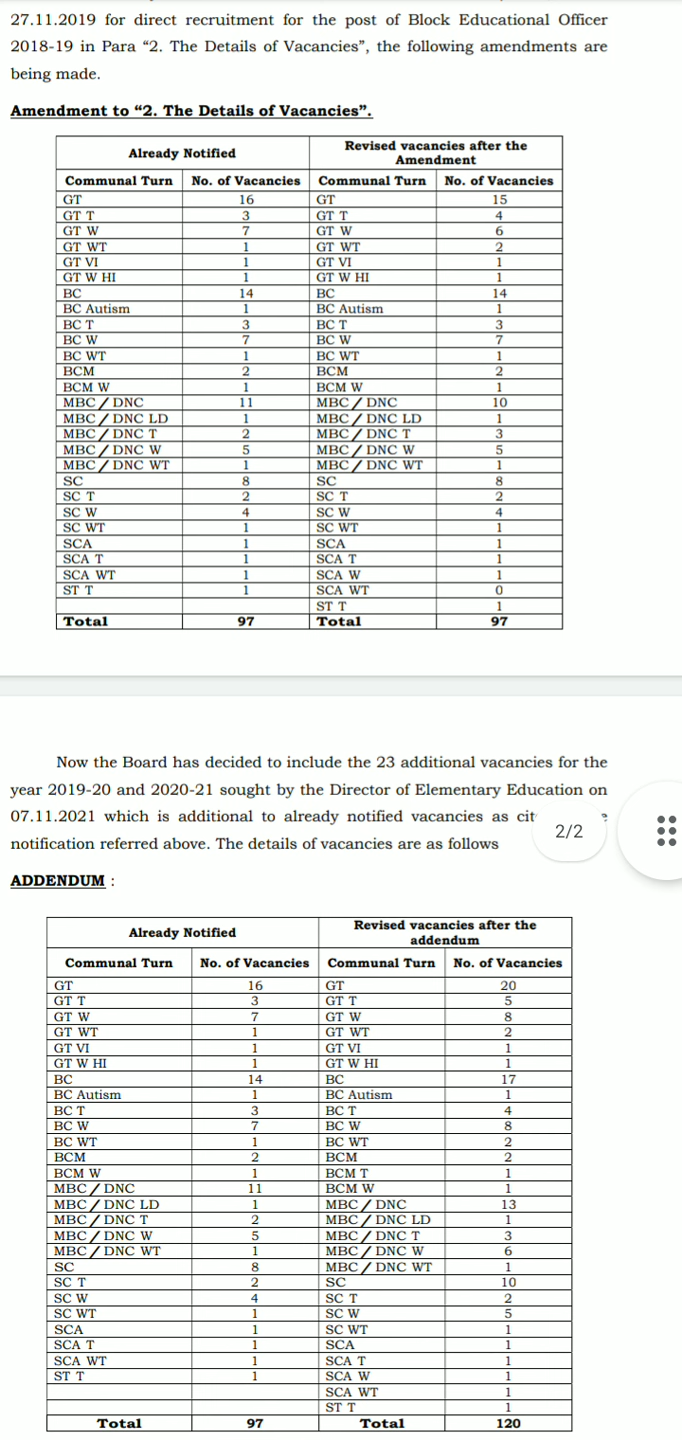 27.11.2019 for direct recruitment for the post of Block Educational Officer
2018-19 in Para “2. The Details of Vacancies”, the following amendments are
being made.
Amendment to “2. The Details of Vacancies”.
Already Notified Revised vacancies after the Amendment
Communal Turn No. of Vacancies Communal Turn No. of Vacancies
GT 16 GT 15
GT T 3 GT T 4
GT W 7 GT W 6
GT WT 1 GT WT 2
GT VI 1 GT VI 1
GT W HI 1 GT W HI 1
BC 14 BC 14
BC Autism 1 BC Autism 1
BC T 3 BC T 3
BC W 7 BC W 7
BC WT 1 BC WT 1
BCM 2 BCM 2
BCM W 1 BCM W 1
MBC / DNC 11 MBC / DNC 10
MBC / DNC LD 1 MBC / DNC LD 1
MBC / DNC T 2 MBC / DNC T 3
MBC / DNC W 5 MBC / DNC W 5
MBC / DNC WT 1 MBC / DNC WT 1
SC 8 SC 8
SC T 2 SC T 2
SC W 4 SC W 4
SC WT 1 SC WT 1
SCA 1 SCA 1
SCA T 1 SCA T 1
SCA WT 1 SCA W 1
ST T 1 SCA WT 0
ST T 1
Total 97 Total 97
Now the Board has decided to include the 23 additional vacancies for the
year 2019-20 and 2020-21 sought by the Director of Elementary Education on
07.11.2021 which is additional to already notified vacancies as
2/2
notification referred above. The details of vacancies are as follows
ADDENDUM :
Already Notified Revised vacancies after the addendum
Communal Turn No. of Vacancies Communal Turn No. of Vacancies
GT 16 GT 20
GT T 3 GT T 5
GT W 7 GT W 8
GT WT 1 GT WT 2
GT VI 1 GT VI 1
GT W HI 1 GT W HI 1
BC 14 BC 17
BC Autism 1 BC Autism 1
BC T 3 BC T 4
BC W 7 BC W 8
BC WT 1 BC WT 2
BCM 2 BCM 2
BCM W 1 BCM T 1
MBC / DNC 11 BCM W 1
MBC / DNC LD 1 MBC / DNC 13
MBC / DNC T 2 MBC / DNC LD 1
MBC / DNC W 5 MBC / DNC T 3
MBC / DNC WT 1 MBC / DNC W 6
SC 8 MBC / DNC WT 1
SC T 2 SC 10
SC W 4 SC T 2
SC WT 1 SC W 5
SCA 1 SC WT 1
SCA T 1 SCA 1
SCA WT 1 SCA T 1
ST T 1 SCA W 1
SCA WT 1
ST T 1
Total 97 Total 120